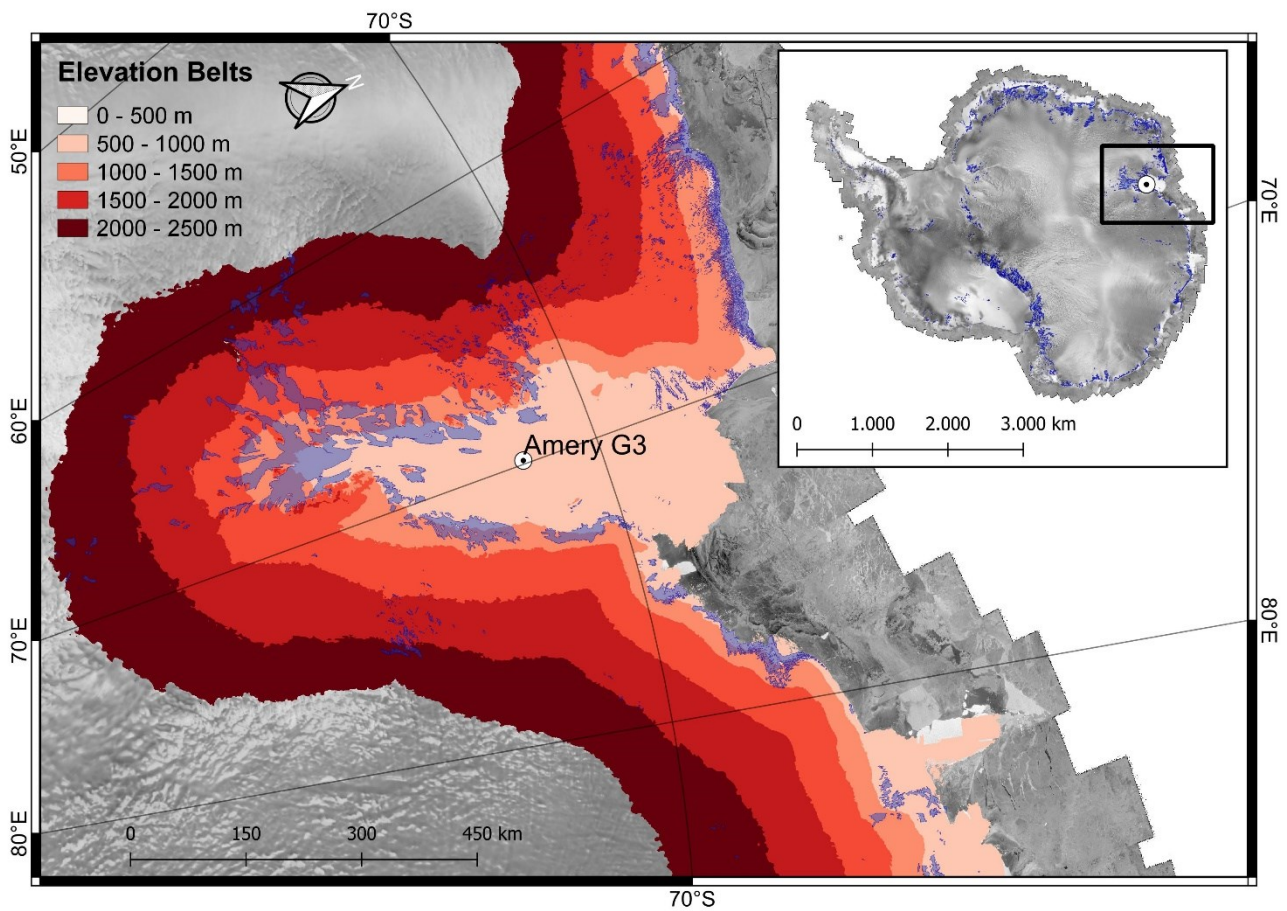 70°S
Elevation Belts
N
0 - 500 m
500 - 1000 m
1000 - 1500 m
1500 - 2000 m
2000 - 2500 m
50°E
70°E
60°E
Amery G3
0 1.000 2.000 3.000 km
70°E
80°E
80°E
0 150 300 450 km
70°S